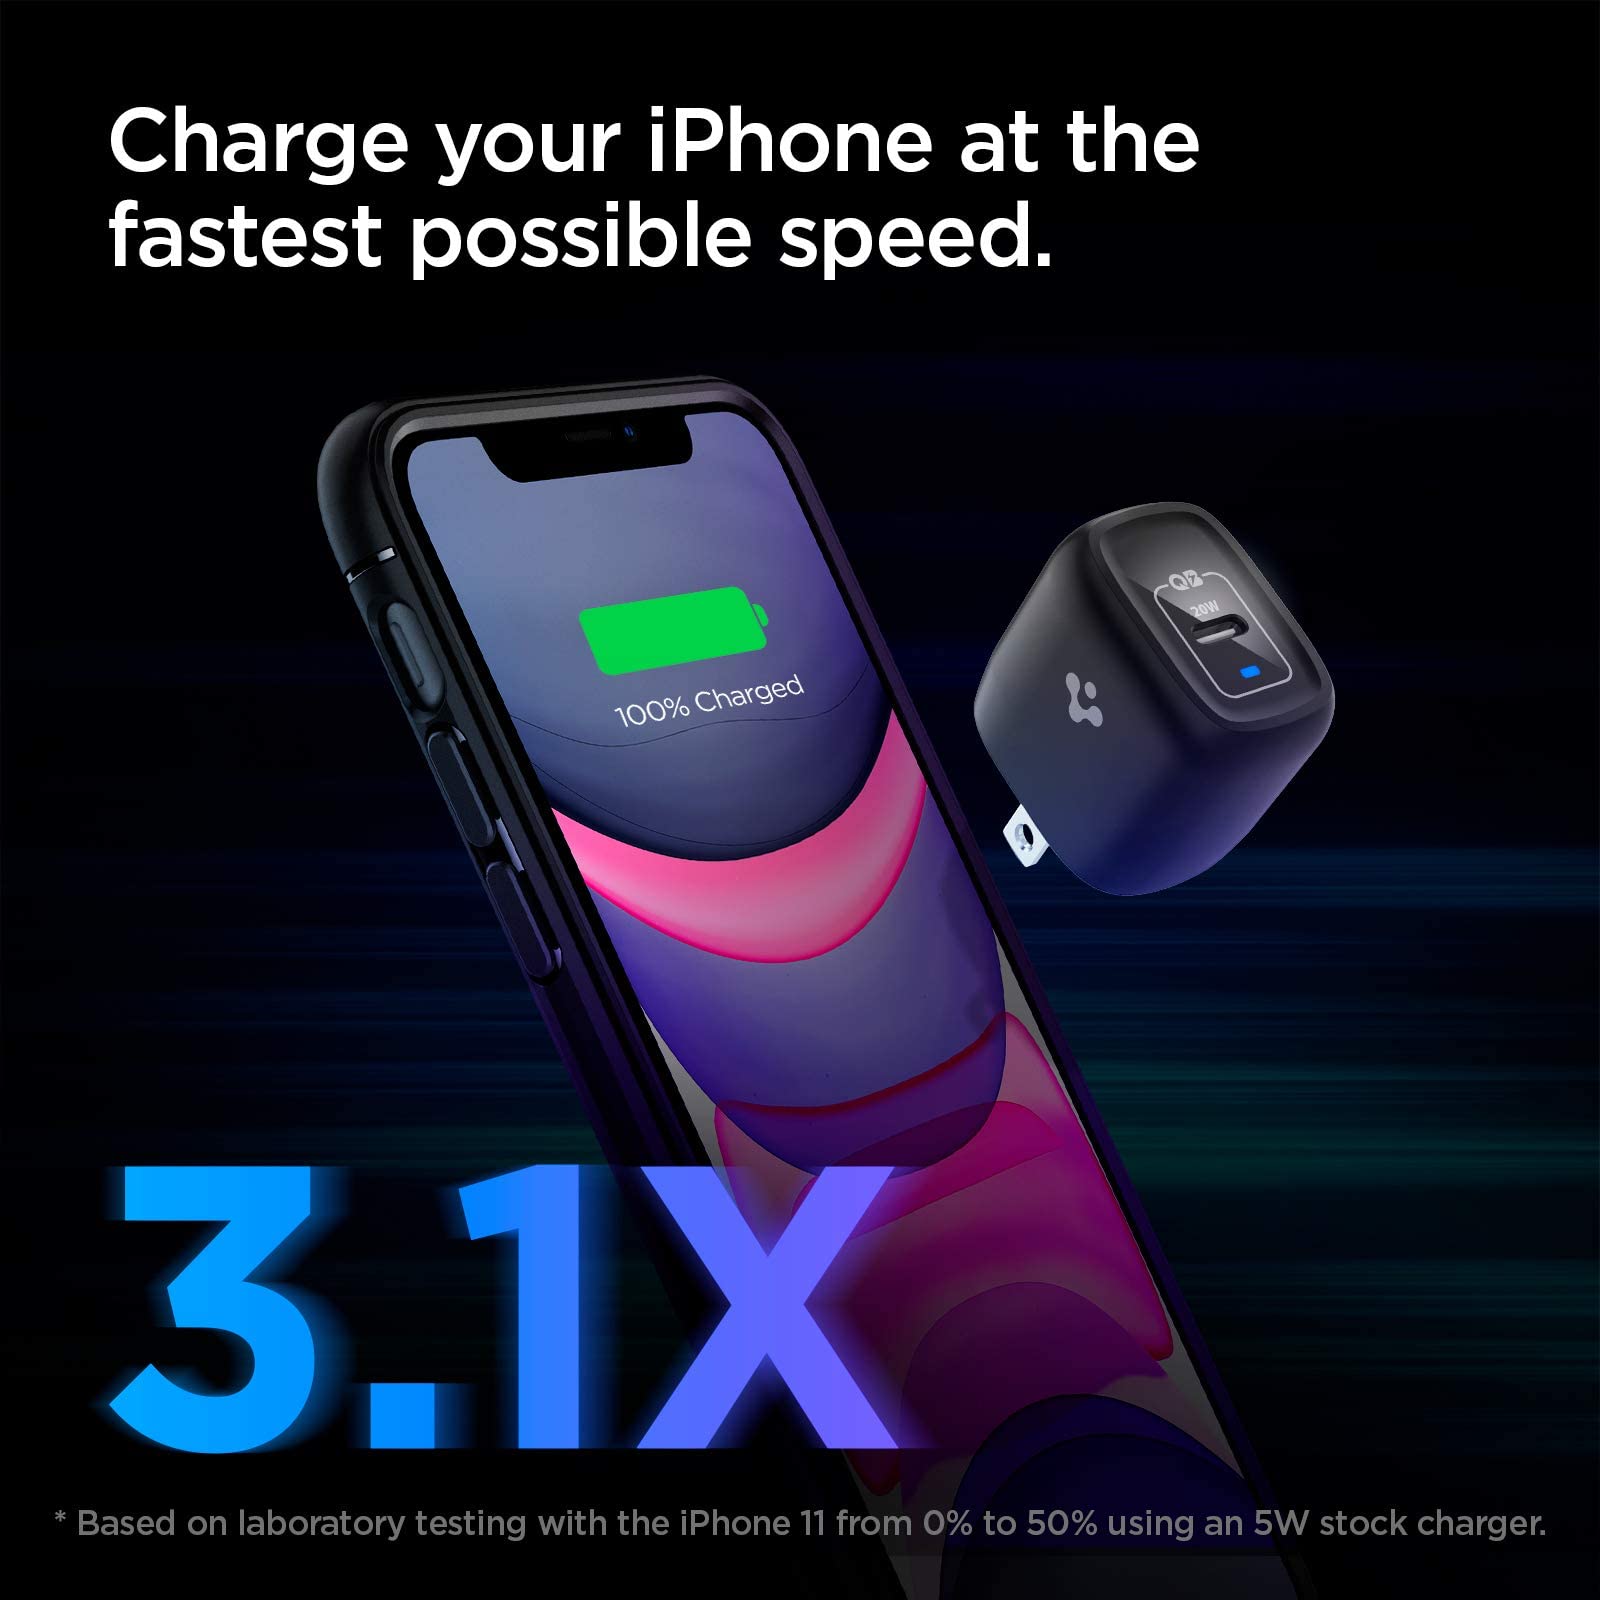 Charge your iPhone at the
fastest possible speed.
100% Charged
20W
3.1X
* Based on laboratory testing with the iPhone 11 from 0% to 50% using an 5W stock charger.